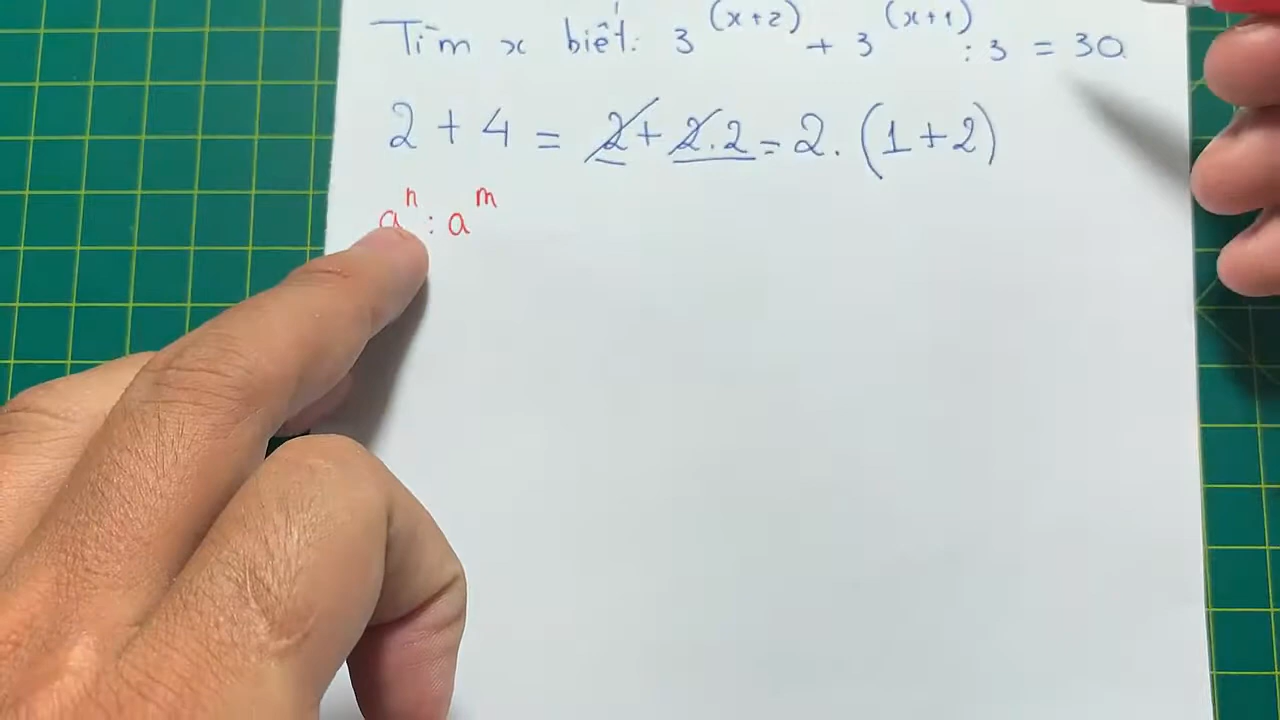 Tìm x biết: 3^(x+2) + 3^(x+1) : 3 = 30
2 + 4 = 2 + 2.2 = 2. (1+2)
a^n : a^m